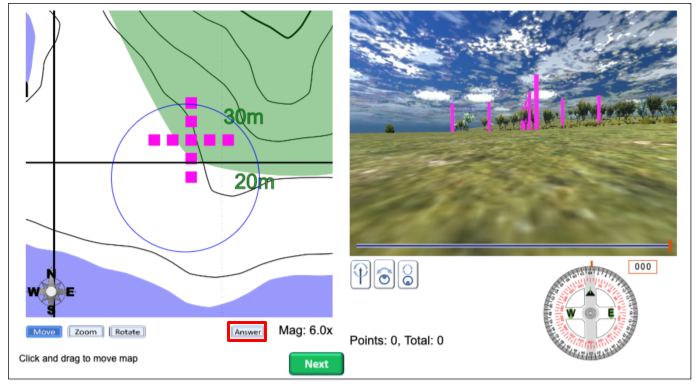 30m
20m
N
W E
S
Move Zoom Rotate Answer Mag: 6.0x
Click and drag to move map
Next
000
W E
Points: 0, Total: 0